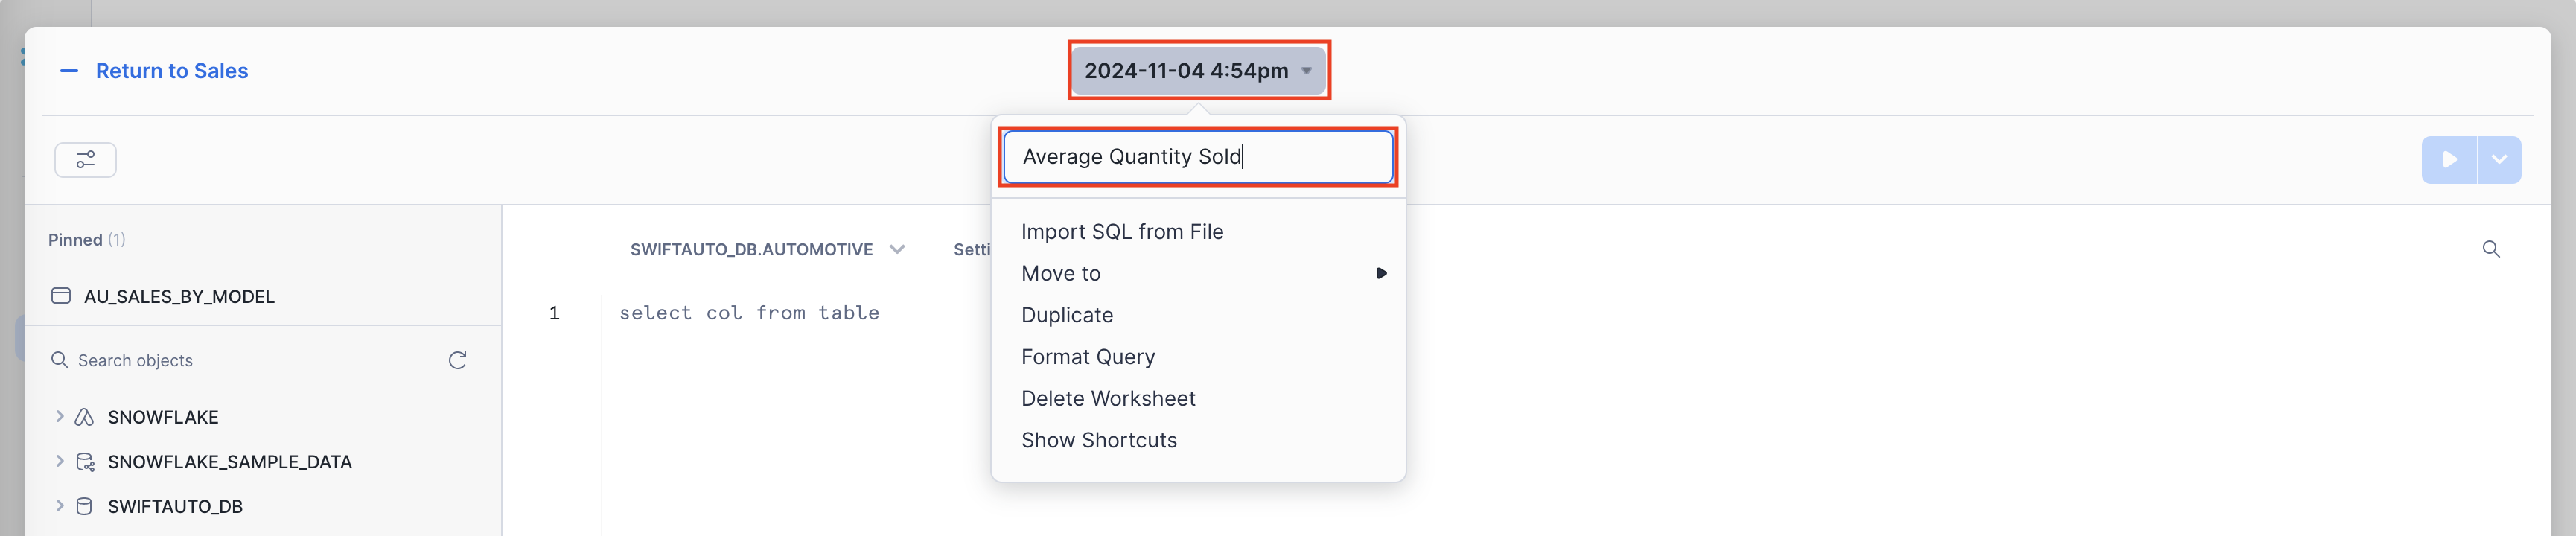 Return to Sales
2024-11-04 4:54pm
Average Quantity Sold
Import SQL from File
Move to
Duplicate
Format Query
Delete Worksheet
Show Shortcuts
Pinned (1)
AU_SALES_BY_MODEL
Search objects
SNOWFLAKE
SNOWFLAKE_SAMPLE_DATA
SWIFTAUTO_DB
SWIFTAUTO_DB.AUTOMOTIVE Setti
1 select col from table